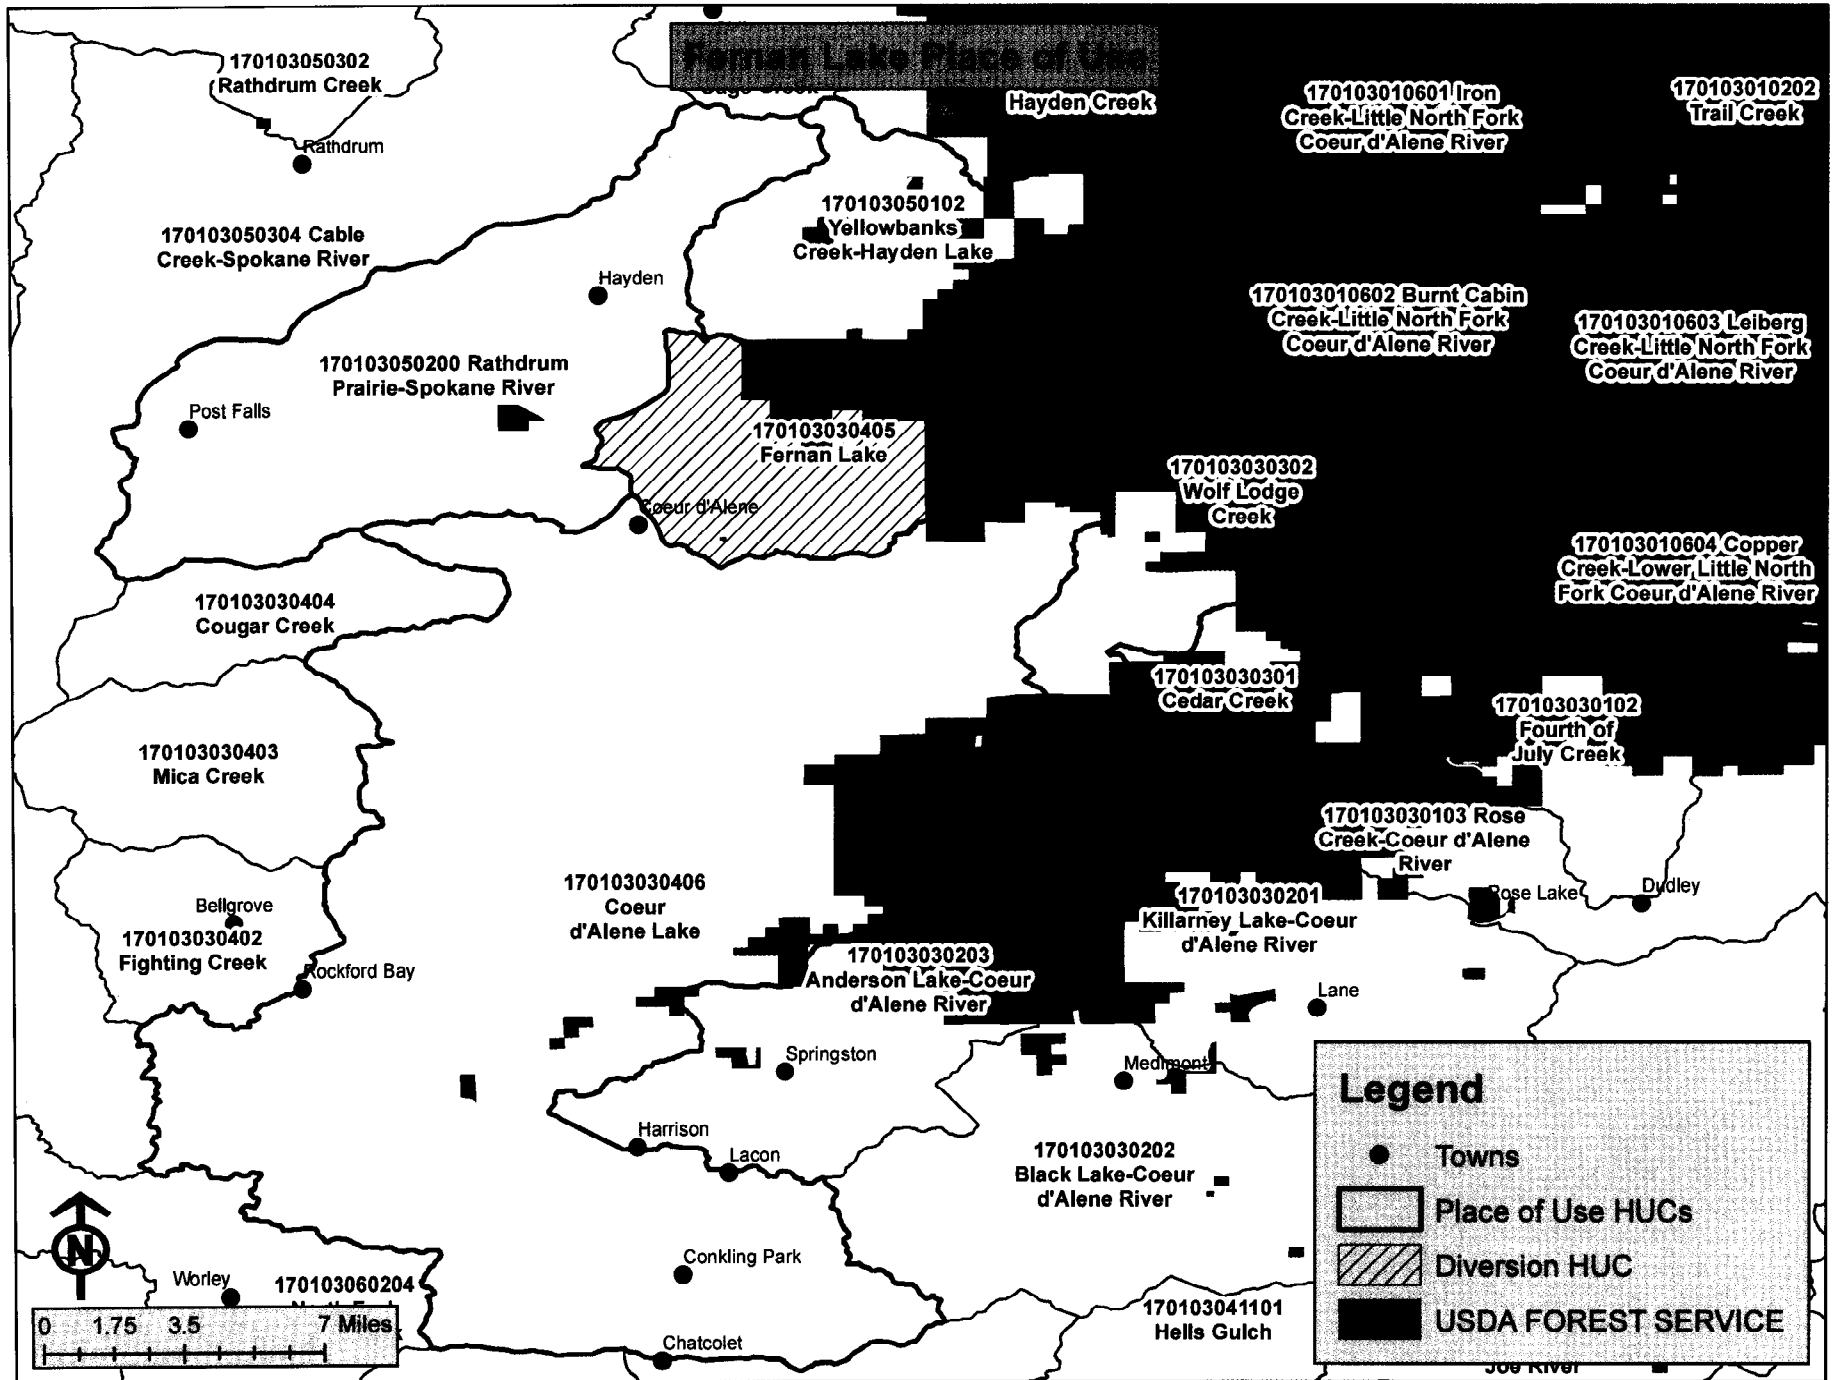 Fernan Lake Place of Use
170103050302
Rathdrum Creek
Rathdrum
Hayden Creek
170103010601 Iron
Creek-Little North Fork
Coeur d'Alene River
170103010202
Trail Creek
170103050304 Cable
Creek-Spokane River
170103050102
Yellowbanks
Creek-Hayden Lake
Hayden
170103010602 Burnt Cabin
Creek-Little North Fork
Coeur d'Alene River
170103010603 Leiberg
Creek-Little North Fork
Coeur d'Alene River
170103050200 Rathdrum
Prairie-Spokane River
Post Falls
170103030405
Fernan Lake
Coeur d'Alene
170103030302
Wolf Lodge
Creek
170103010604 Copper
Creek-Lower Little North
Fork Coeur d'Alene River
170103030404
Cougar Creek
170103030301
Cedar Creek
170103030102
Fourth of
July Creek
170103030403
Mica Creek
170103030103 Rose
Creek-Coeur d'Alene
River
170103030406
Coeur
d'Alene Lake
170103030201
Killarney Lake-Coeur
d'Alene River
Rose Lake
Dudley
Bellgrove
170103030402
Fighting Creek
Rockford Bay
170103030203
Anderson Lake-Coeur
d'Alene River
Lane
Springston
Medimont
Harrison
Lacon
170103030202
Black Lake-Coeur
d'Alene River
Conkling Park
Worley
170103060204
Chatcolet
170103041101
Hells Gulch
Joe River
N
0 1.75 3.5 7 Miles
Legend
Towns
Place of Use HUCs
Diversion HUC
USDA FOREST SERVICE